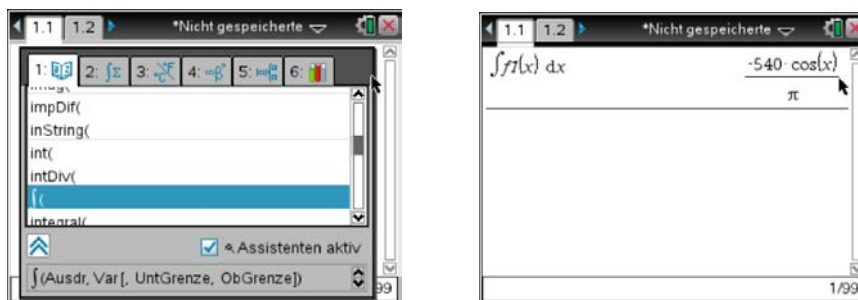 1.1 1.2 *Nicht gespeicherte
1: 2: ∫Σ 3: 4: 5: 6:
impDif(
inString(
int(
intDiv(
∫(
integral(
Assistenten aktiv
∫(Ausdr, Var[, UntGrenze, ObGrenze])
99
1.1 1.2 *Nicht gespeicherte
∫f1(x) dx -540·cos(x)
π
1/99